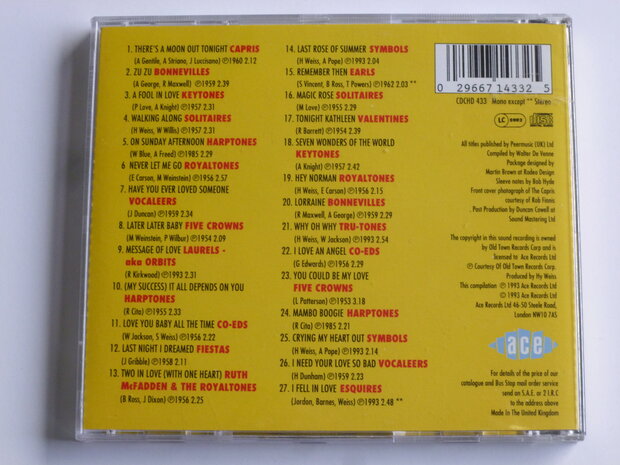 1. THERE'S A MOON OUT TONIGHT CAPRIS
(A Gentile, A Striano, J Luccisano) ℗1960 2.12
2. ZU ZU BONNEVILLES
(A George, R Maxwell) ℗1959 2.39
3. A FOOL IN LOVE KEYTONES
(P Love, A Knight) ℗1957 2.31
4. WALKING ALONG SOLITAIRES
(H Weiss, W Willis) ℗1957 2.31
5. ON SUNDAY AFTERNOON HARPTONES
(W Blue, A Freed) ℗1985 2.29
6 NEVER LET ME GO ROYALTONES
(E Carson, M Weinstein) ℗1956 2.57
7. HAVE YOU EVER LOVED SOMEONE
VOCALEERS
(J Duncan) ℗1959 2.34
8. LATER LATER BABY FIVE CROWNS
(M Weinstein, P Wilbur) ℗1954 2.09
9. MESSAGE OF LOVE LAURELS -
aka ORBITS
(R Kirkwood) ℗1993 2.31
10. (MY SUCCESS) IT ALL DEPENDS ON YOU
HARPTONES
(R Cita) ℗1955 2.33
11. LOVE YOU BABY ALL THE TIME CO-EDS
(W Jackson, S Weiss) ℗1956 2.22
12. LAST NIGHT I DREAMED FIESTAS
(J Gribble) ℗1958 2.11
13. TWO IN LOVE (WITH ONE HEART) RUTH
McFADDEN & THE ROYALTONES
(B Ross, J Dixon) ℗1956 2.25
14. LAST ROSE OF SUMMER SYMBOLS
(H Weiss, A Pope) ℗1993 2.04
15. REMEMBER THEN EARLS
(S Vincent, B Ross, T Powers) ℗1962 2.03 **
16. MAGIC ROSE SOLITAIRES
(M Love) ℗1955 2.29
17. TONIGHT KATHLEEN VALENTINES
(R Barrett) ℗1954 2.39
18. SEVEN WONDERS OF THE WORLD
KEYTONES
(A Knight) ℗1957 2.42
19. HEY NORMAN ROYALTONES
(H Weiss, E Carson) ℗1956 2.15
20. LORRAINE BONNEVILLES
(R Maxwell, A George) ℗1959 2.29
21. WHY OH WHY TRU-TONES
(H Weiss, W Jackson) ℗1993 2.54
22. I LOVE AN ANGEL CO-EDS
(G Edwards) ℗1956 2.29
23. YOU COULD BE MY LOVE
FIVE CROWNS
(L Patterson) ℗1953 3.18
24. MAMBO BOOGIE HARPTONES
(R Cita) ℗1985 2.21
25. CRYING MY HEART OUT SYMBOLS
(H Weiss, A Pope) ℗1993 2.14
26. I NEED YOUR LOVE SO BAD VOCALEERS
(H Dunham) ℗1959 2.23
27. I FELL IN LOVE ESQUIRES
(Jordan, Barnes, Weiss) ℗1993 2.48 **
0 29667 14332 5
CDCHD 433 Mono except ** Stereo
LC
All titles published by Peermusic (UK) Ltd
Compiled by Walter De Venne
Package designed by
Martin Brown at Rodeo Design
Sleeve notes by Bob Hyde
Front cover photograph of The Capris
courtesy of Rob Finnis
. Post Production by Duncan Cowell at
Sound Mastering Ltd
The copyright in this sound recording is owned
by Old Town Records Corp. and is
licensed to Ace Records Ltd
℗ Courtesy Of Old Town Records Corp.
Produced by Hy Weiss
This compilation ℗ 1993 Ace Records Ltd
© 1993 Ace Records Ltd
Ace Records Ltd 46-50 Steele Road,
London NW10 7AS
ace
For details of the price of our
catalogue and Bus Stop mail order service
send an S.A.E. or 2 I.R.C
to the address above
Made In The United Kingdom